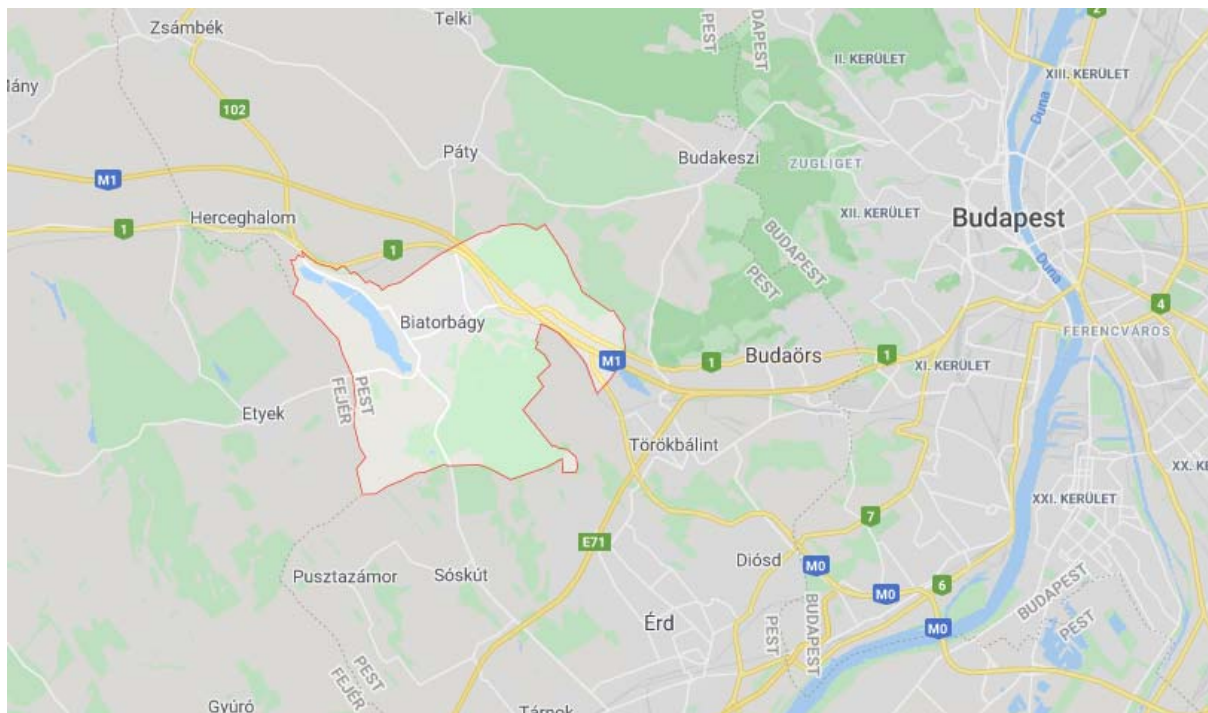 Zsámbék
Telki
PEST
BUDAPEST
2
II. KERÜLET
XIII. KERÜLET
Mány
102
Duna
Páty
Budakeszi
ZUGLIGET
M1
Herceghalom
1
1
XII. KERÜLET
Budapest
BUDAPEST
PEST
Duna
4
Biatorbágy
FERENCVÁROS
M1
1
Budaörs
1
XI. KERÜLET
PEST
FEJÉR
Etyek
Törökbálint
XX. KE
XXI. KERÜLET
7
E71
Diósd
M0
Pusztazámor
Sóskút
6
M0
BUDAPEST
PEST
Érd
M0
PEST
BUDAPEST
PEST
FEJÉR
Gyúró
Tárnok